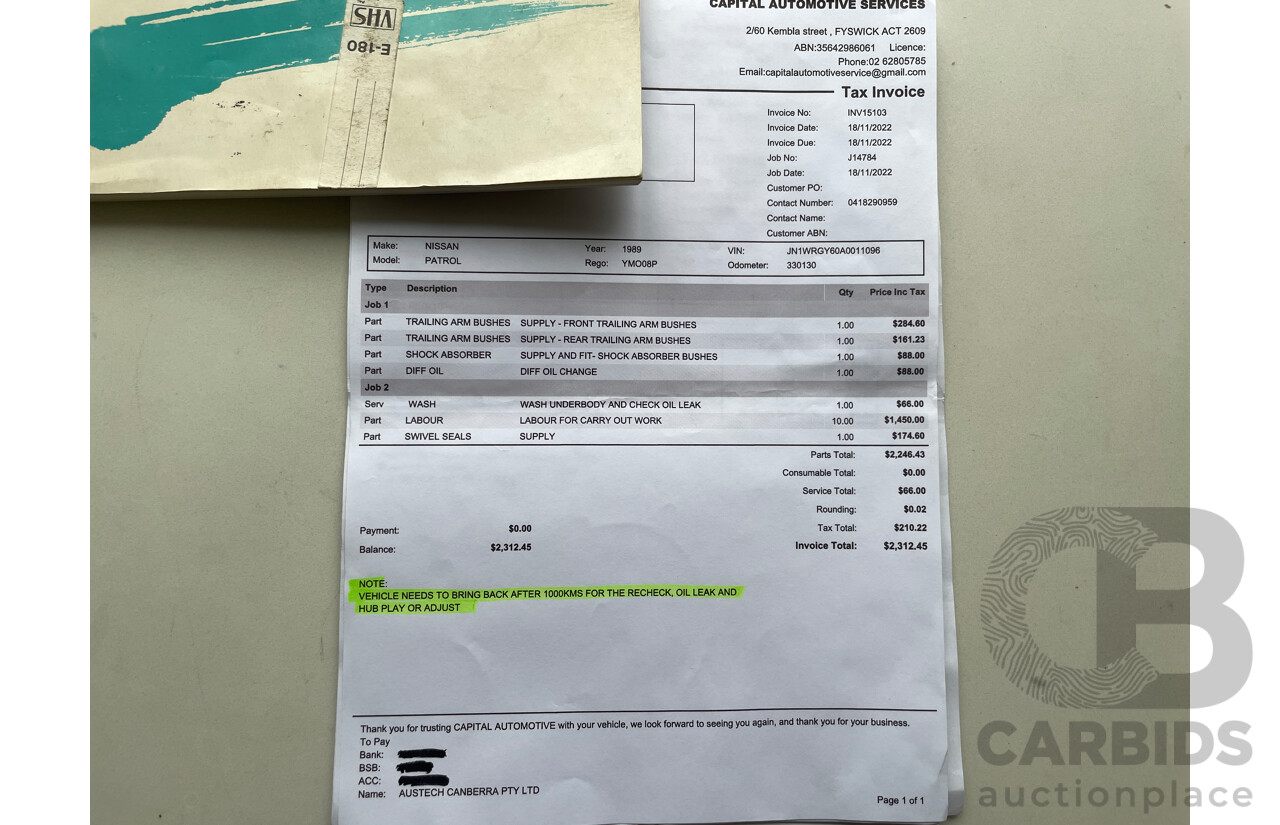 VHS
E-180
CAPITAL AUTOMOTIVE SERVICES
2/60 Kembla street , FYSWICK ACT 2609
ABN:35642986061 Licence:
Phone:02 62805785
Email:capitalautomotiveservice@gmail.com
Tax Invoice
Invoice No: INV15103
Invoice Date: 18/11/2022
Invoice Due: 18/11/2022
Job No: J14784
Job Date: 18/11/2022
Customer PO:
Contact Number: 0418290959
Contact Name:
Customer ABN:
Make: NISSAN Year: 1989 VIN: JN1WRGY60A0011096
Model: PATROL Rego: YMO08P Odometer: 330130
Type Description Qty Price Inc Tax
Job 1
Part TRAILING ARM BUSHES SUPPLY - FRONT TRAILING ARM BUSHES 1.00 $284.60
Part TRAILING ARM BUSHES SUPPLY - REAR TRAILING ARM BUSHES 1.00 $161.23
Part SHOCK ABSORBER SUPPLY AND FIT- SHOCK ABSORBER BUSHES 1.00 $88.00
Part DIFF OIL DIFF OIL CHANGE 1.00 $88.00
Job 2
Serv WASH WASH UNDERBODY AND CHECK OIL LEAK 1.00 $66.00
Part LABOUR LABOUR FOR CARRY OUT WORK 10.00 $1,450.00
Part SWIVEL SEALS SUPPLY 1.00 $174.60
Parts Total: $2,246.43
Consumable Total: $0.00
Service Total: $66.00
Rounding: $0.02
Payment: $0.00 Tax Total: $210.22
Balance: $2,312.45 Invoice Total: $2,312.45
NOTE:
VEHICLE NEEDS TO BRING BACK AFTER 1000KMS FOR THE RECHECK, OIL LEAK AND
HUB PLAY OR ADJUST
Thank you for trusting CAPITAL AUTOMOTIVE with your vehicle, we look forward to seeing you again, and thank you for your business.
To Pay
Bank:
BSB:
ACC:
Name: AUSTECH CANBERRA PTY LTD
Page 1 of 1
CB
CARBIDS
auctionplace